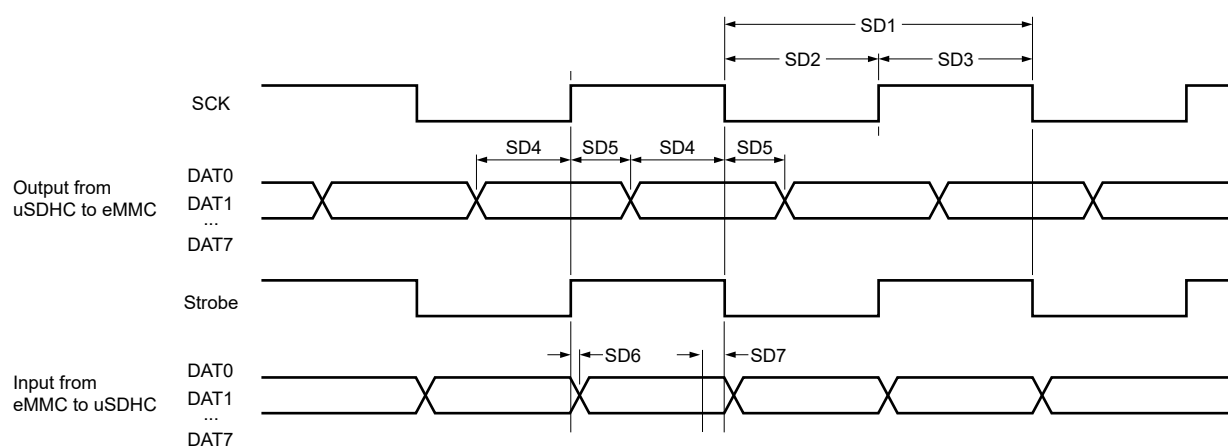 SD1
SD2 SD3
SCK
SD4 SD5 SD4 SD5
Output from
uSDHC to eMMC
DAT0
DAT1
...
DAT7
Strobe
SD6 SD7
Input from
eMMC to uSDHC
DAT0
DAT1
...
DAT7